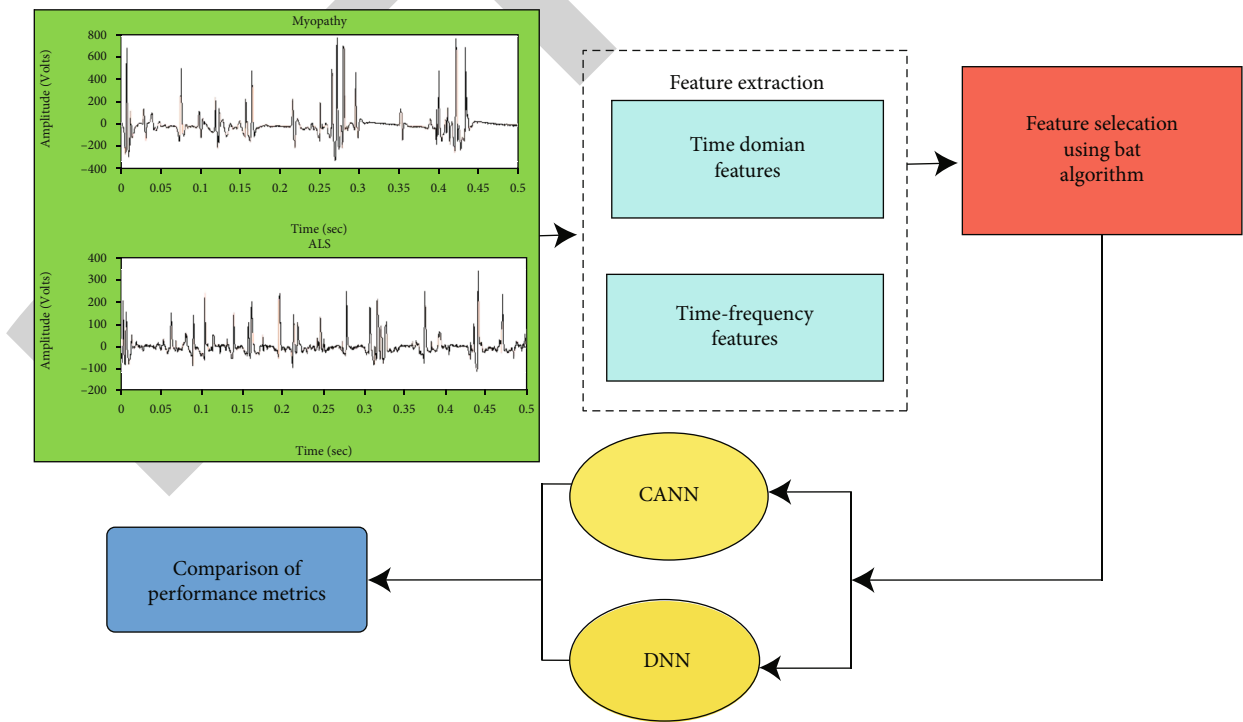 Myopathy
Amplitude (Volts)
800
600
400
200
0
−200
−400
0 0.05 0.1 0.15 0.2 0.25 0.3 0.35 0.4 0.45 0.5
Time (sec)
ALS
Amplitude (Volts)
400
300
200
100
0
−100
−200
0 0.05 0.1 0.15 0.2 0.25 0.3 0.35 0.4 0.45 0.5
Time (sec)
Feature extraction
Time domian
features
Time-frequency
features
Feature selecation
using bat
algorithm
CANN
DNN
Comparison of
performance metrics